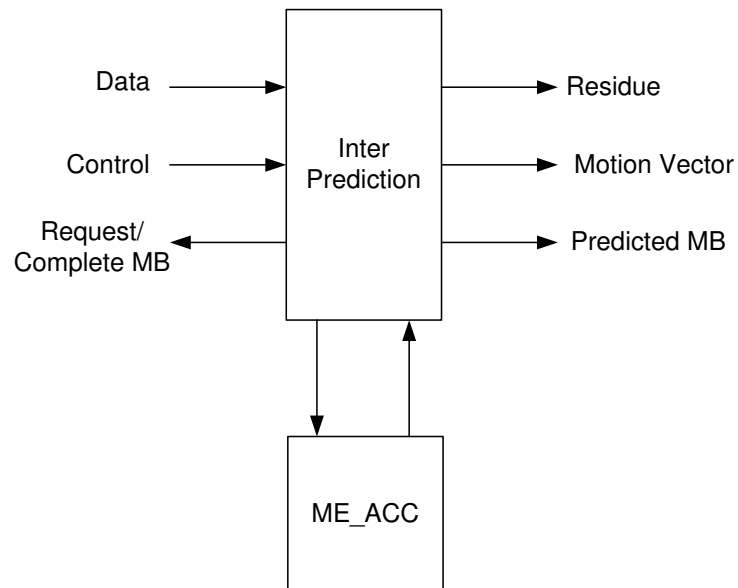 Data
Control
Request/
Complete MB
Inter
Prediction
Residue
Motion Vector
Predicted MB
ME_ACC